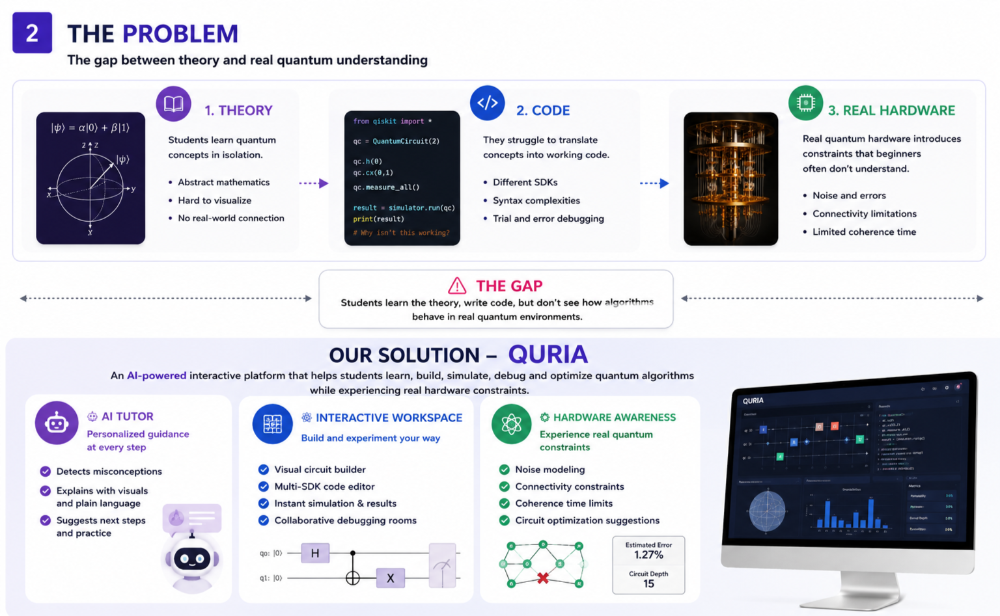 2
THE PROBLEM
The gap between theory and real quantum understanding
1. THEORY
|ψ⟩ = α|0⟩ + β|1⟩
Z Z
|ψ⟩
X
y
X
Students learn quantum
concepts in isolation.
• Abstract mathematics
• Hard to visualize
• No real-world connection
</> 2. CODE
from qiskit import *
qc = QuantumCircuit(2)
qc.h(0)
qc.cx(0,1)
qc.measure_all()
result = simulator.run(qc)
print(result)
# Why isn't this working?
They struggle to translate
concepts into working code.
• Different SDKs
• Syntax complexities
• Trial and error debugging
3. REAL HARDWARE
Real quantum hardware introduces
constraints that beginners
often don't understand.
• Noise and errors
• Connectivity limitations
• Limited coherence time
THE GAP
Students learn the theory, write code, but don't see how algorithms
behave in real quantum environments.
OUR SOLUTION – QURIA
An AI-powered interactive platform that helps students learn, build, simulate, debug and optimize quantum algorithms
while experiencing real hardware constraints.
AI TUTOR
Personalized guidance
at every step
Detects misconceptions
Explains with visuals
and plain language
Suggests next steps
and practice
INTERACTIVE WORKSPACE
Build and experiment your way
Visual circuit builder
Multi-SDK code editor
Instant simulation & results
Collaborative debugging rooms
q0: |0⟩ H
q1: |0⟩ X
HARDWARE AWARENESS
Experience real quantum
constraints
Noise modeling
Connectivity constraints
Coherence time limits
Circuit optimization suggestions
Estimated Error
1.27%
Circuit Depth
15
QURIA
Metrics